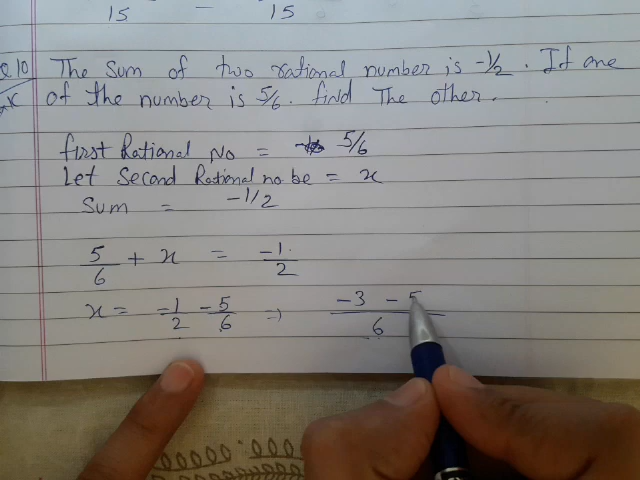 15 - 15
Q 10 The Sum of two rational number is -1/2. If one
of the number is 5/6. find The other.
first Rational No = 5/6
Let Second Rational no. be = x
Sum = -1/2
5/6 + x = -1/2
x = -1/2 - 5/6 => -3 - 5/6